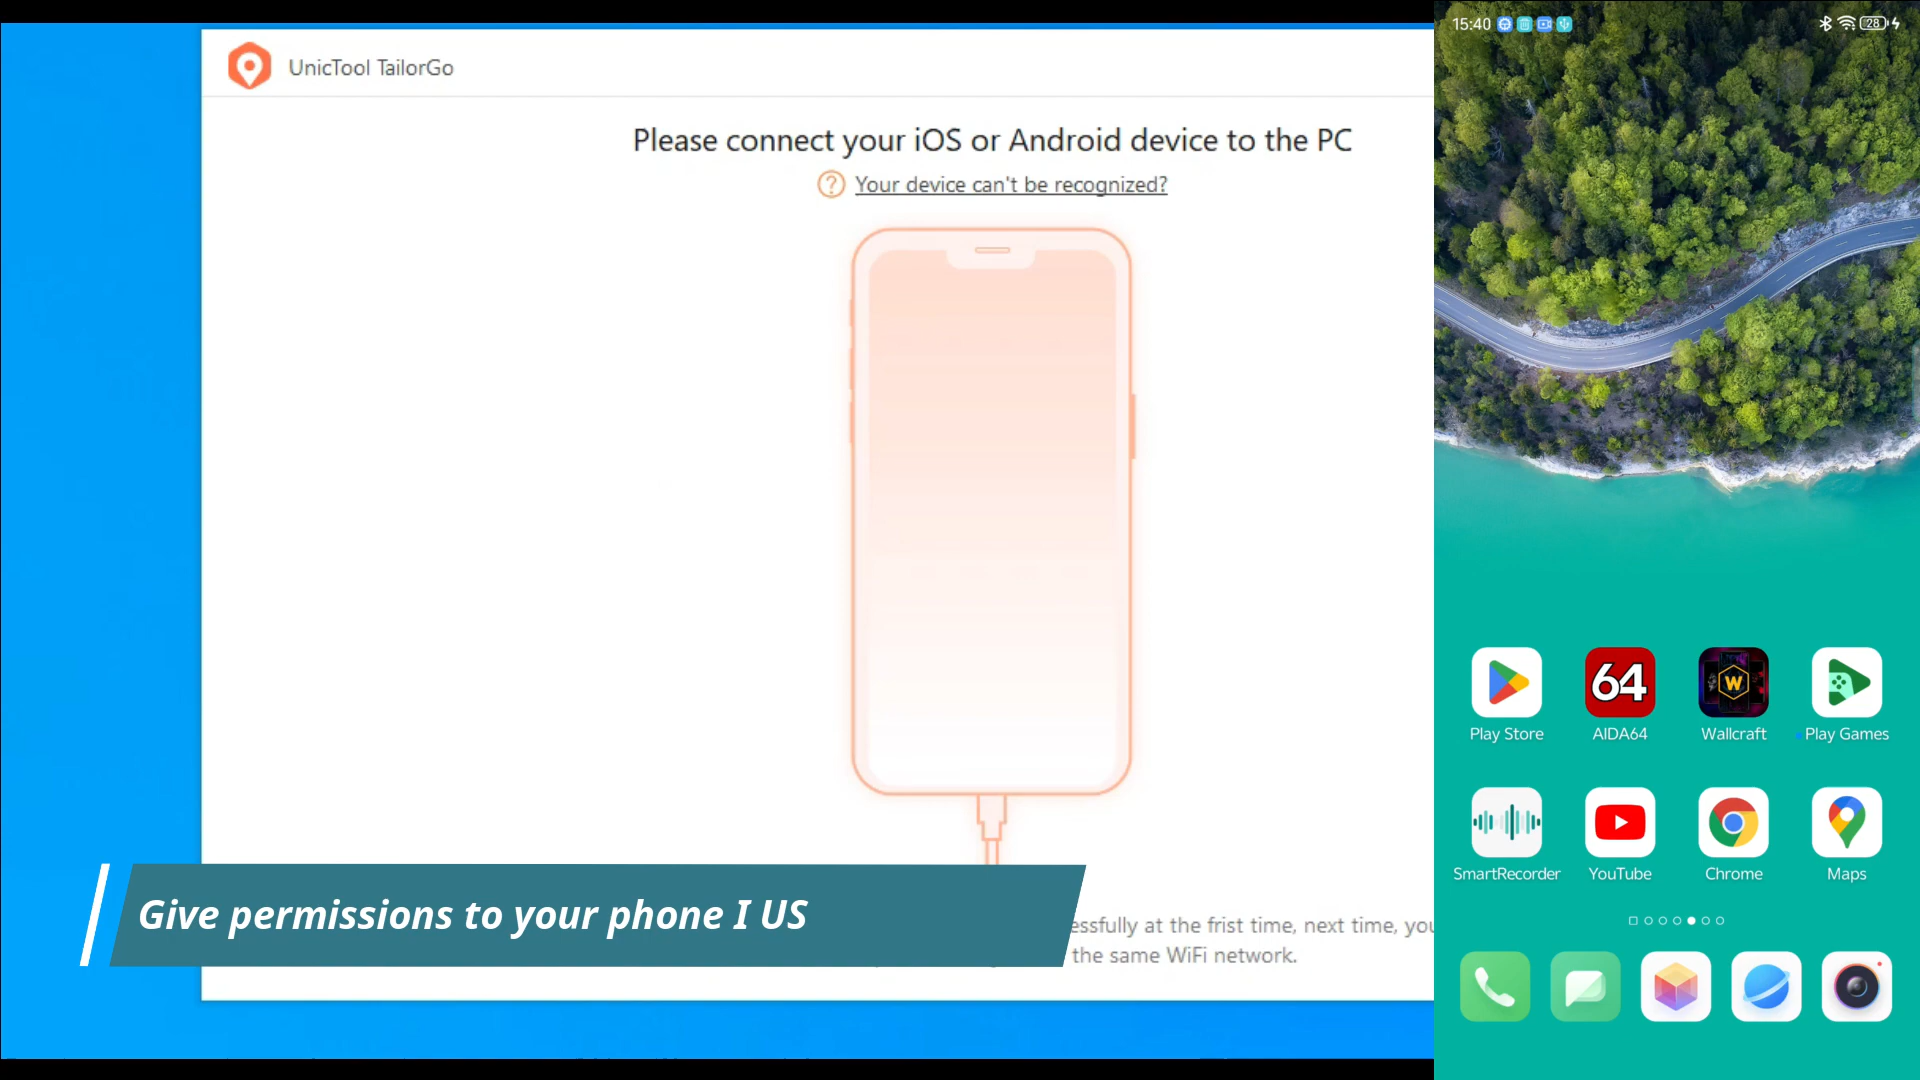 UnicTool TailorGo
Please connect your iOS or Android device to the PC
Your device can't be recognized?
essfully at the frist time, next time, you
the same WiFi network.
Give permissions to your phone I US
15:40
28
64
W
Play Store
AIDA64
Wallcraft
Play Games
SmartRecorder
YouTube
Chrome
Maps